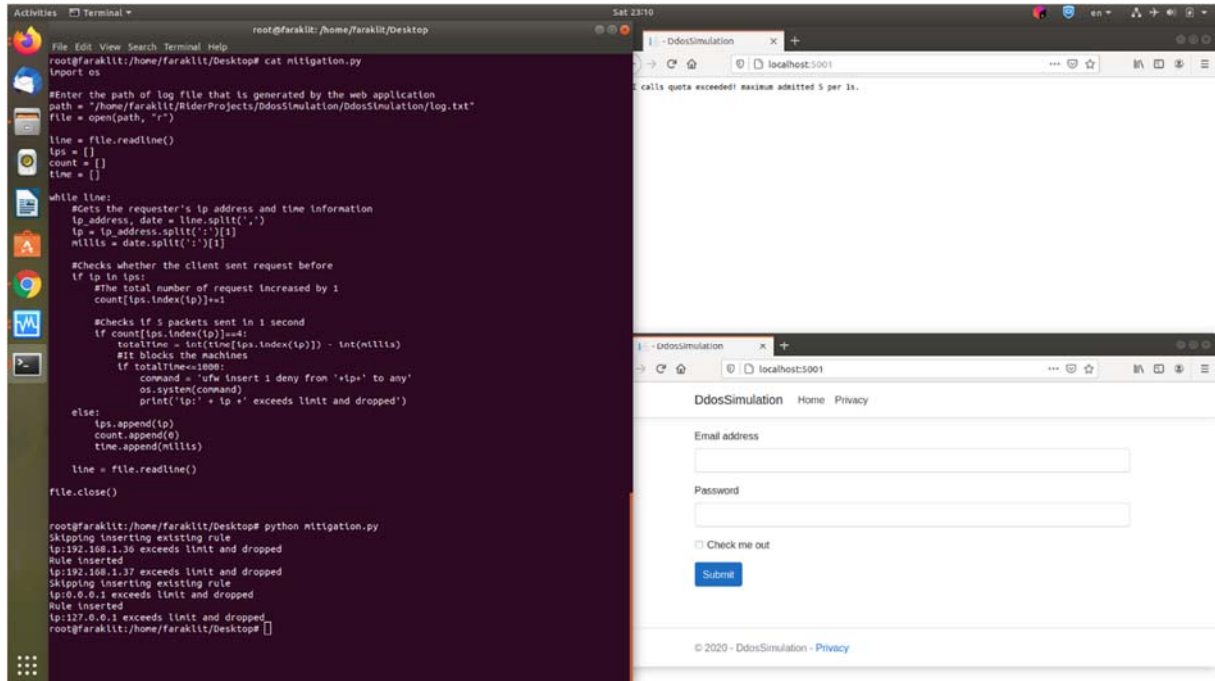 Activities Terminal Sat 23:10 en
root@faraklit: /home/faraklit/Desktop
File Edit View Search Terminal Help
root@faraklit:/home/faraklit/Desktop# cat mitigation.py
import os
#Enter the path of log file that is generated by the web application
path = "/home/faraklit/RiderProjects/DdosSimulation/DdosSimulation/log.txt"
file = open(path, "r")
line = file.readline()
ips = []
count = []
time = []
while line:
#Gets the requester's ip address and time information
ip_address, date = line.split(',')
ip = ip_address.split(':')[1]
millis = date.split(':')[1]
#Checks whether the client sent request before
if ip in ips:
#The total number of request increased by 1
count[ips.index(ip)]+=1
#Checks if 5 packets sent in 1 second
if count[ips.index(ip)]==4:
totalTime = int(time[ips.index(ip)]) - int(millis)
#It blocks the machines
if totalTime<=1000:
command = 'ufw insert 1 deny from '+ip+' to any'
os.system(command)
print('ip:' + ip +' exceeds limit and dropped')
else:
ips.append(ip)
count.append(0)
time.append(millis)
line = file.readline()
file.close()
root@faraklit:/home/faraklit/Desktop# python mitigation.py
Skipping inserting existing rule
ip:192.168.1.36 exceeds limit and dropped
Rule inserted
ip:192.168.1.37 exceeds limit and dropped
Skipping inserting existing rule
ip:0.0.0.1 exceeds limit and dropped
Rule inserted
ip:127.0.0.1 exceeds limit and dropped
root@faraklit:/home/faraklit/Desktop#
- DdosSimulation
localhost:5001
I calls quota exceeded! maximum admitted 5 per 1s.
- DdosSimulation
localhost:5001
DdosSimulation Home Privacy
Email address
Password
Check me out
Submit
© 2020 - DdosSimulation - Privacy